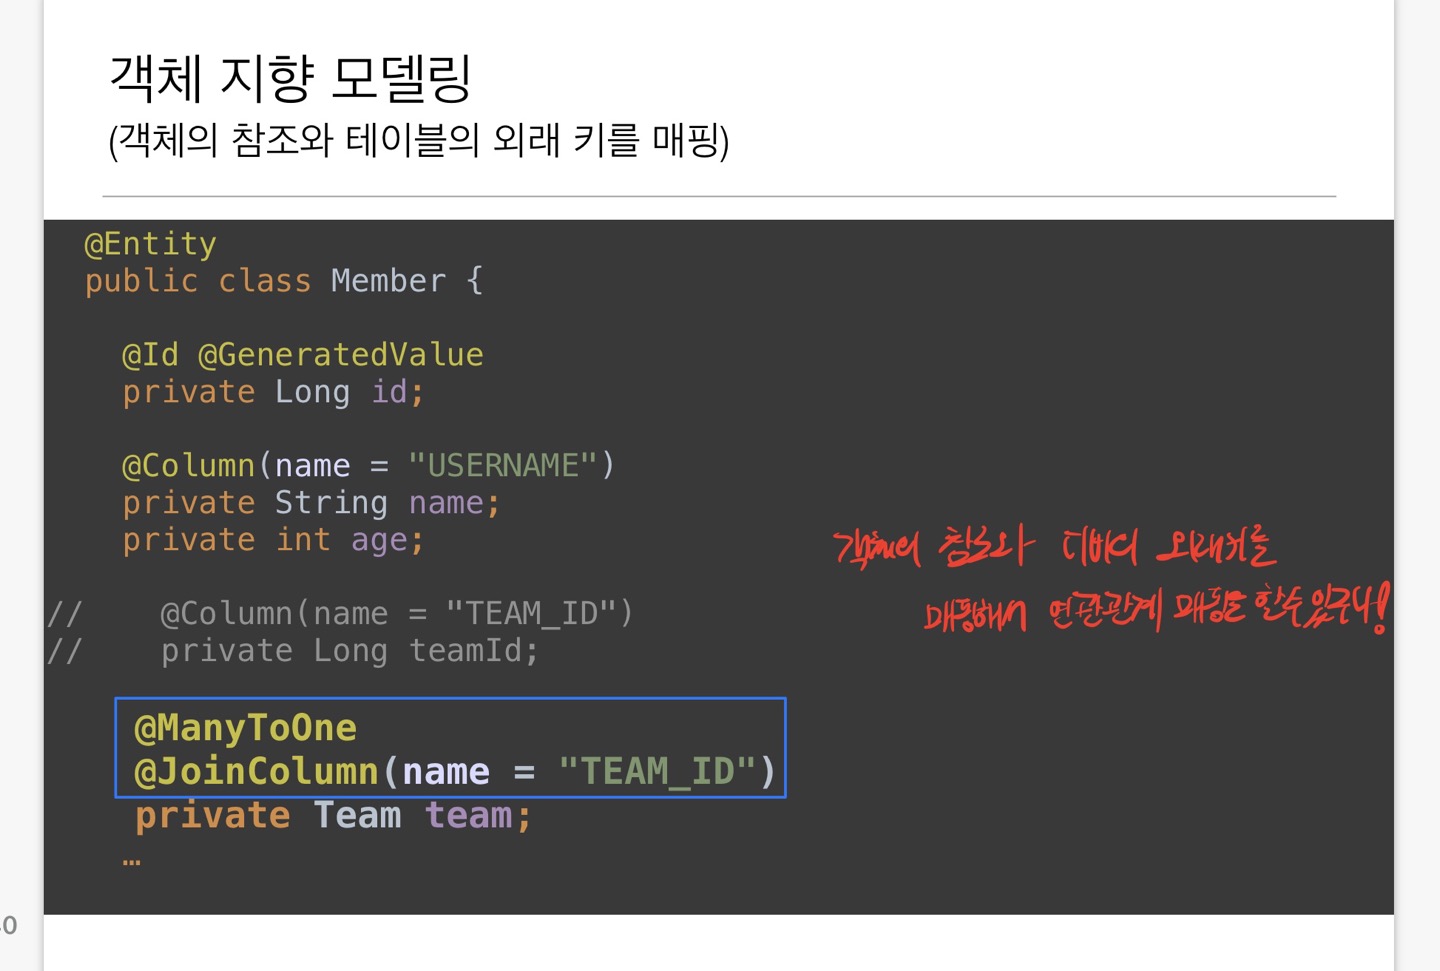 객체 지향 모델링
(객체의 참조와 테이블의 외래 키를 매핑)
@Entity
public class Member {
@Id @GeneratedValue
private Long id;
@Column(name = "USERNAME")
private String name;
private int age;
객체의 참조와 디비의 외래키를
매핑해서 연관관계 매핑을 할수 있구나!
//    @Column(name = "TEAM_ID")
//    private Long teamId;
@ManyToOne
@JoinColumn(name = "TEAM_ID")
private Team team;
…